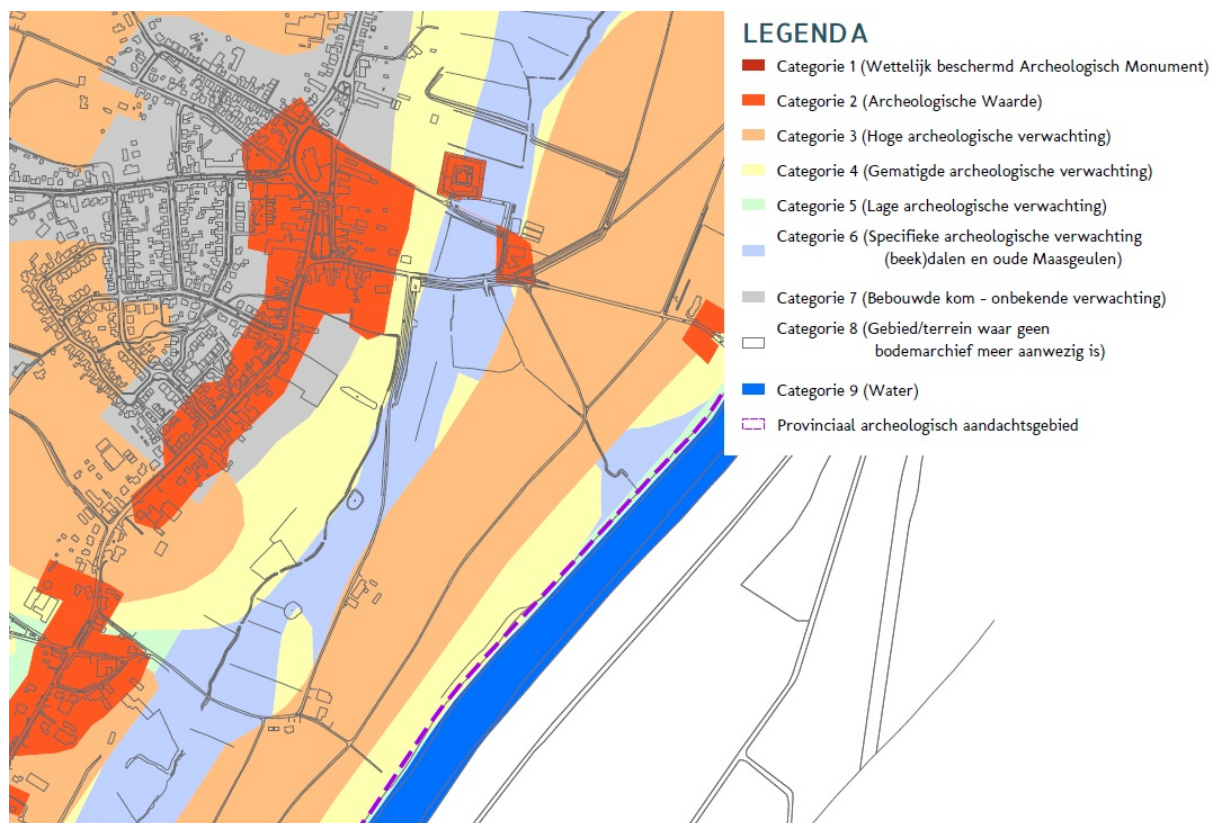 LEGENDA
Categorie 1 (Wettelijk beschermd Archeologisch Monument)
Categorie 2 (Archeologische Waarde)
Categorie 3 (Hoge archeologische verwachting)
Categorie 4 (Gematigde archeologische verwachting)
Categorie 5 (Lage archeologische verwachting)
Categorie 6 (Specifieke archeologische verwachting
(beek)dalen en oude Maasgeulen)
Categorie 7 (Bebouwde kom - onbekende verwachting)
Categorie 8 (Gebied/terrein waar geen
bodemarchief meer aanwezig is)
Categorie 9 (Water)
Provinciaal archeologisch aandachtsgebied